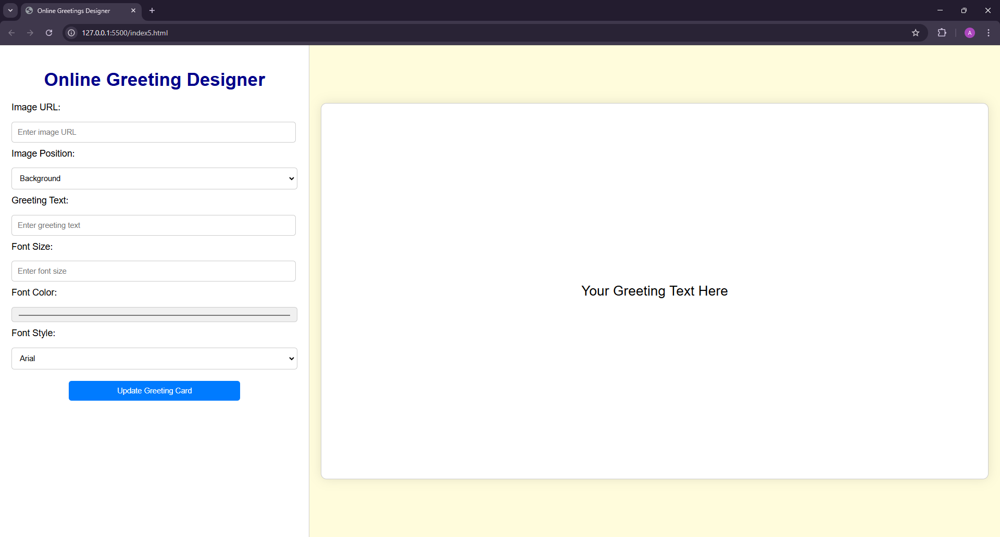 Online Greetings Designer
127.0.0.1:5500/index5.html
A
Online Greeting Designer
Image URL:
Enter image URL
Image Position:
Background
Greeting Text:
Enter greeting text
Font Size:
Enter font size
Font Color:
Font Style:
Arial
Update Greeting Card
Your Greeting Text Here